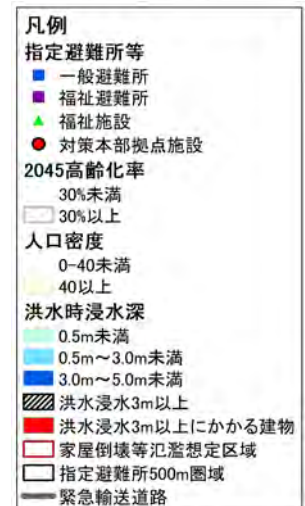 凡例
指定避難所等
一般避難所
福祉避難所
福祉施設
対策本部拠点施設
2045高齢化率
30%未満
30%以上
人口密度
0-40未満
40以上
洪水時浸水深
0.5m未満
0.5m～3.0m未満
3.0m～5.0m未満
洪水浸水3m以上
洪水浸水3m以上にかかる建物
家屋倒壊等氾濫想定区域
指定避難所500m圏域
緊急輸送道路